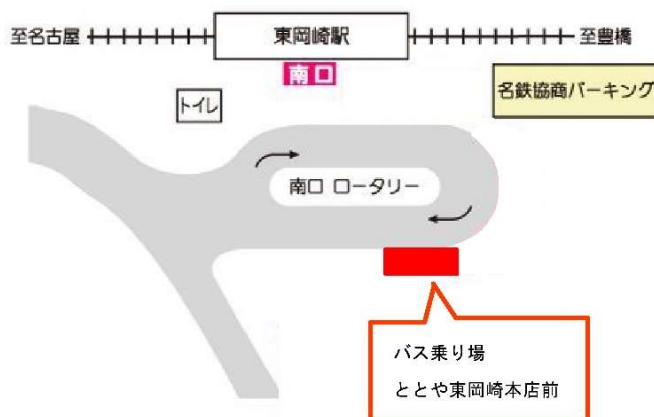 至名古屋
東岡崎駅
至豊橋
南口
トイレ
名鉄協商パーキング
南口 ロータリー
バス乗り場
ととや東岡崎本店前